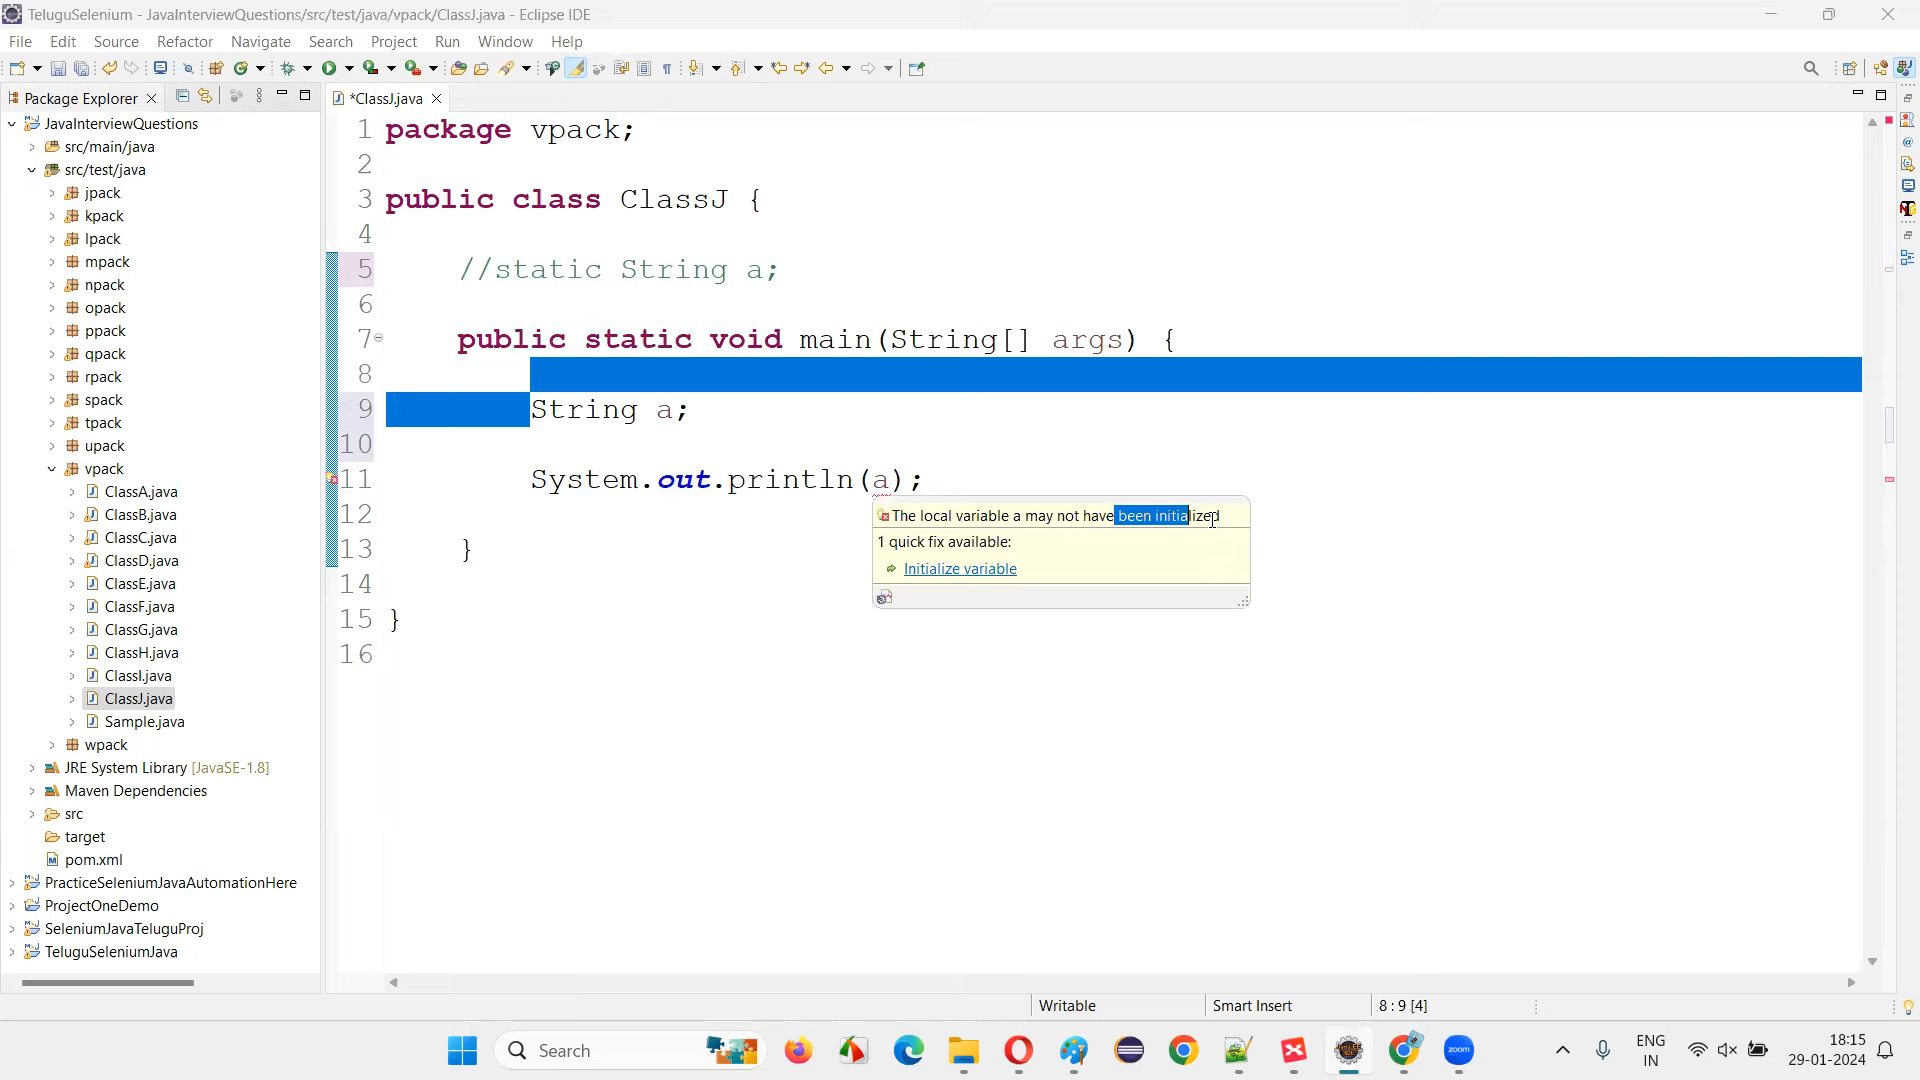 TeluguSelenium - JavaInterviewQuestions/src/test/java/vpack/ClassJ.java - Eclipse IDE
File Edit Source Refactor Navigate Search Project Run Window Help
Package Explorer
*ClassJ.java
JavaInterviewQuestions
src/main/java
src/test/java
jpack
kpack
lpack
mpack
npack
opack
ppack
qpack
rpack
spack
tpack
upack
vpack
ClassA.java
ClassB.java
ClassC.java
ClassD.java
ClassE.java
ClassF.java
ClassG.java
ClassH.java
ClassI.java
ClassJ.java
Sample.java
wpack
JRE System Library [JavaSE-1.8]
Maven Dependencies
src
target
pom.xml
PracticeSeleniumJavaAutomationHere
ProjectOneDemo
SeleniumJavaTeluguProj
TeluguSeleniumJava
1 package vpack;
2
3 public class ClassJ {
4
5 //static String a;
6
7 public static void main(String[] args) {
8
9 String a;
10
11 System.out.println(a);
12
13 }
14
15 }
16
The local variable a may not have been initialized
1 quick fix available:
Initialize variable
Writable Smart Insert 8 : 9 [4]
Search
zoom
ENG
IN
18:15
29-01-2024